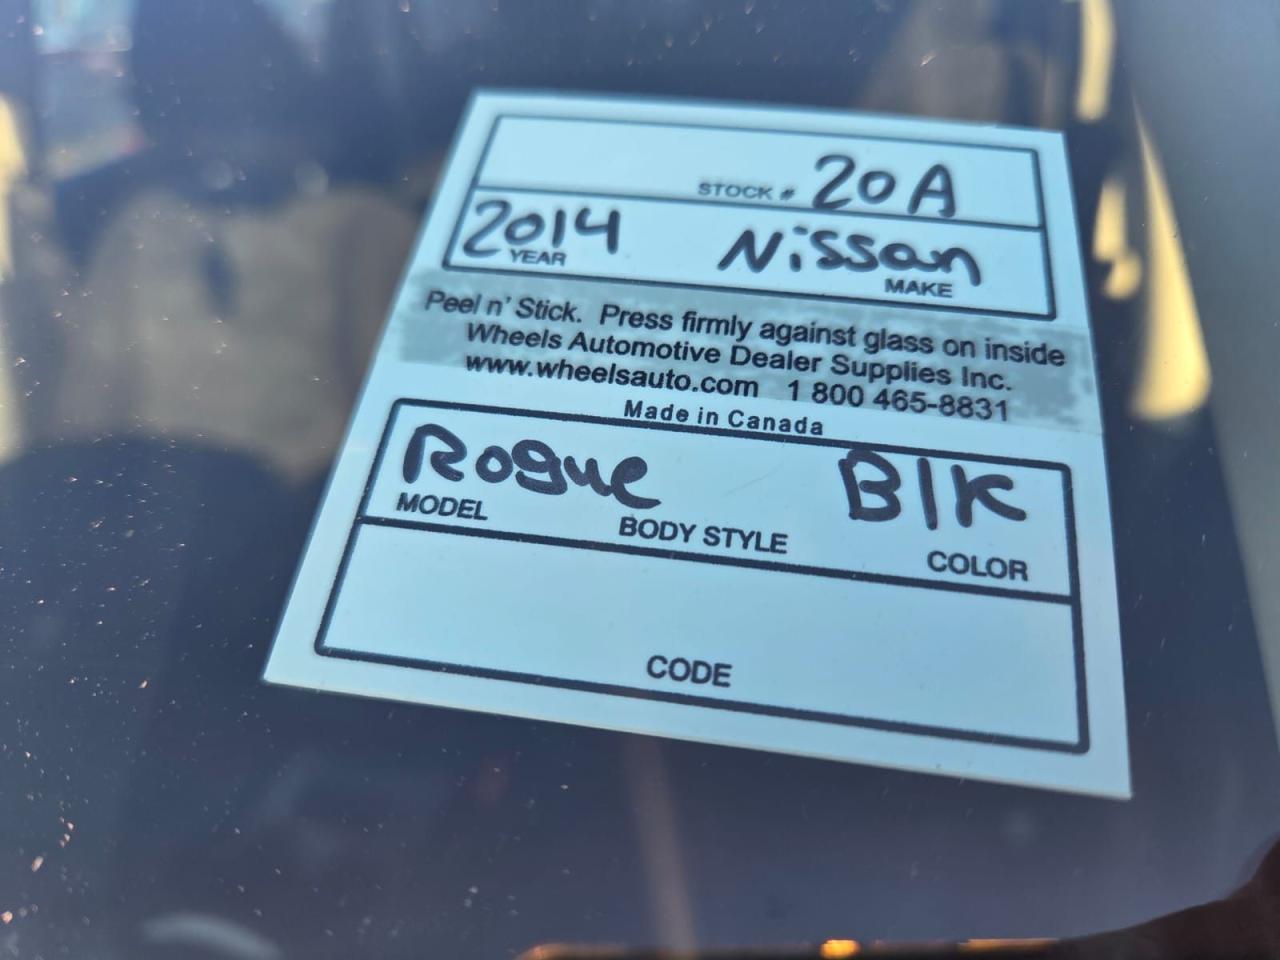 STOCK # 20A
2014 Nissan
YEAR MAKE
Peel n' Stick. Press firmly against glass on inside
Wheels Automotive Dealer Supplies Inc.
www.wheelsauto.com 1 800 465-8831
Made in Canada
Rogue Blk
MODEL BODY STYLE COLOR
CODE